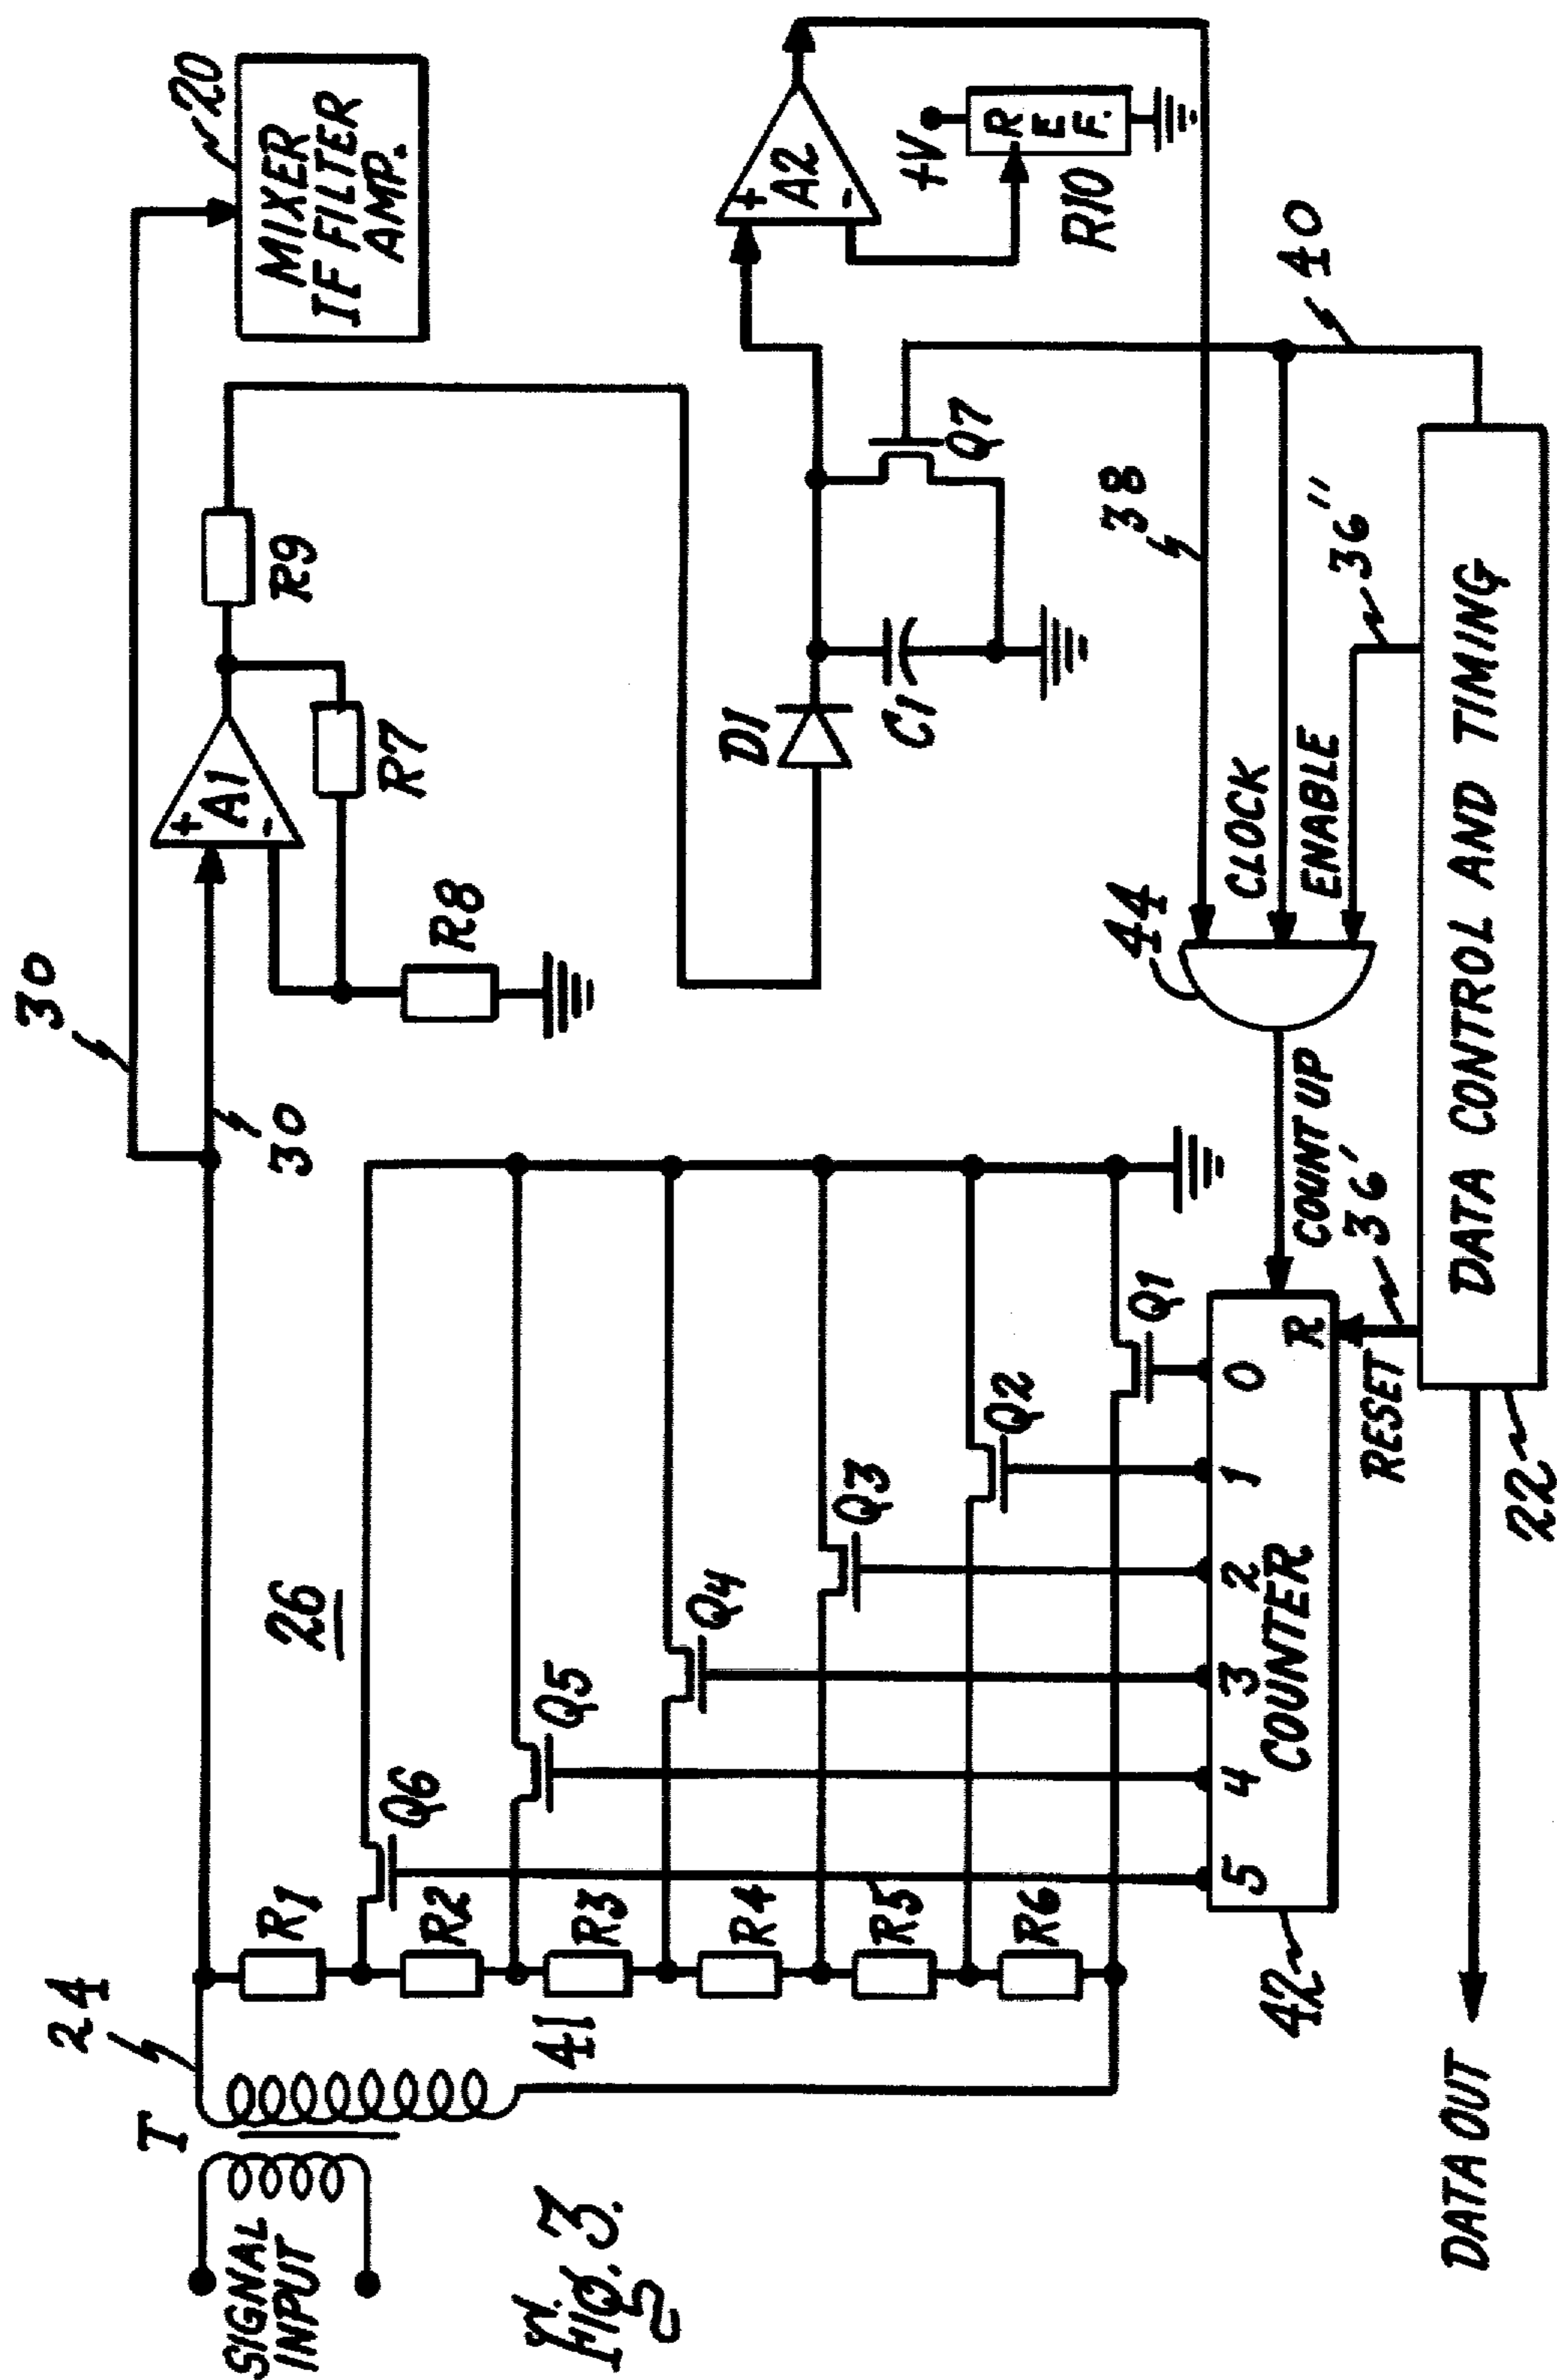 30
30
20
MIXER
IF FILTER
AMP.
24
T
SIGNAL
INPUT
R1
R2
R3
R4
R5
R6
41
26
Q6
Q5
Q4
Q3
Q2
Q1
+
A1
-
R7
R8
R9
D1
C1
Q7
+
A2
-
+V
REF.
R10
38
40
44
CLOCK
ENABLE
36''
COUNT UP
36'
5 4 3 2 1 0
COUNTER
R
RESET
42
DATA CONTROL AND TIMING
22
DATA OUT
Fig. 3.